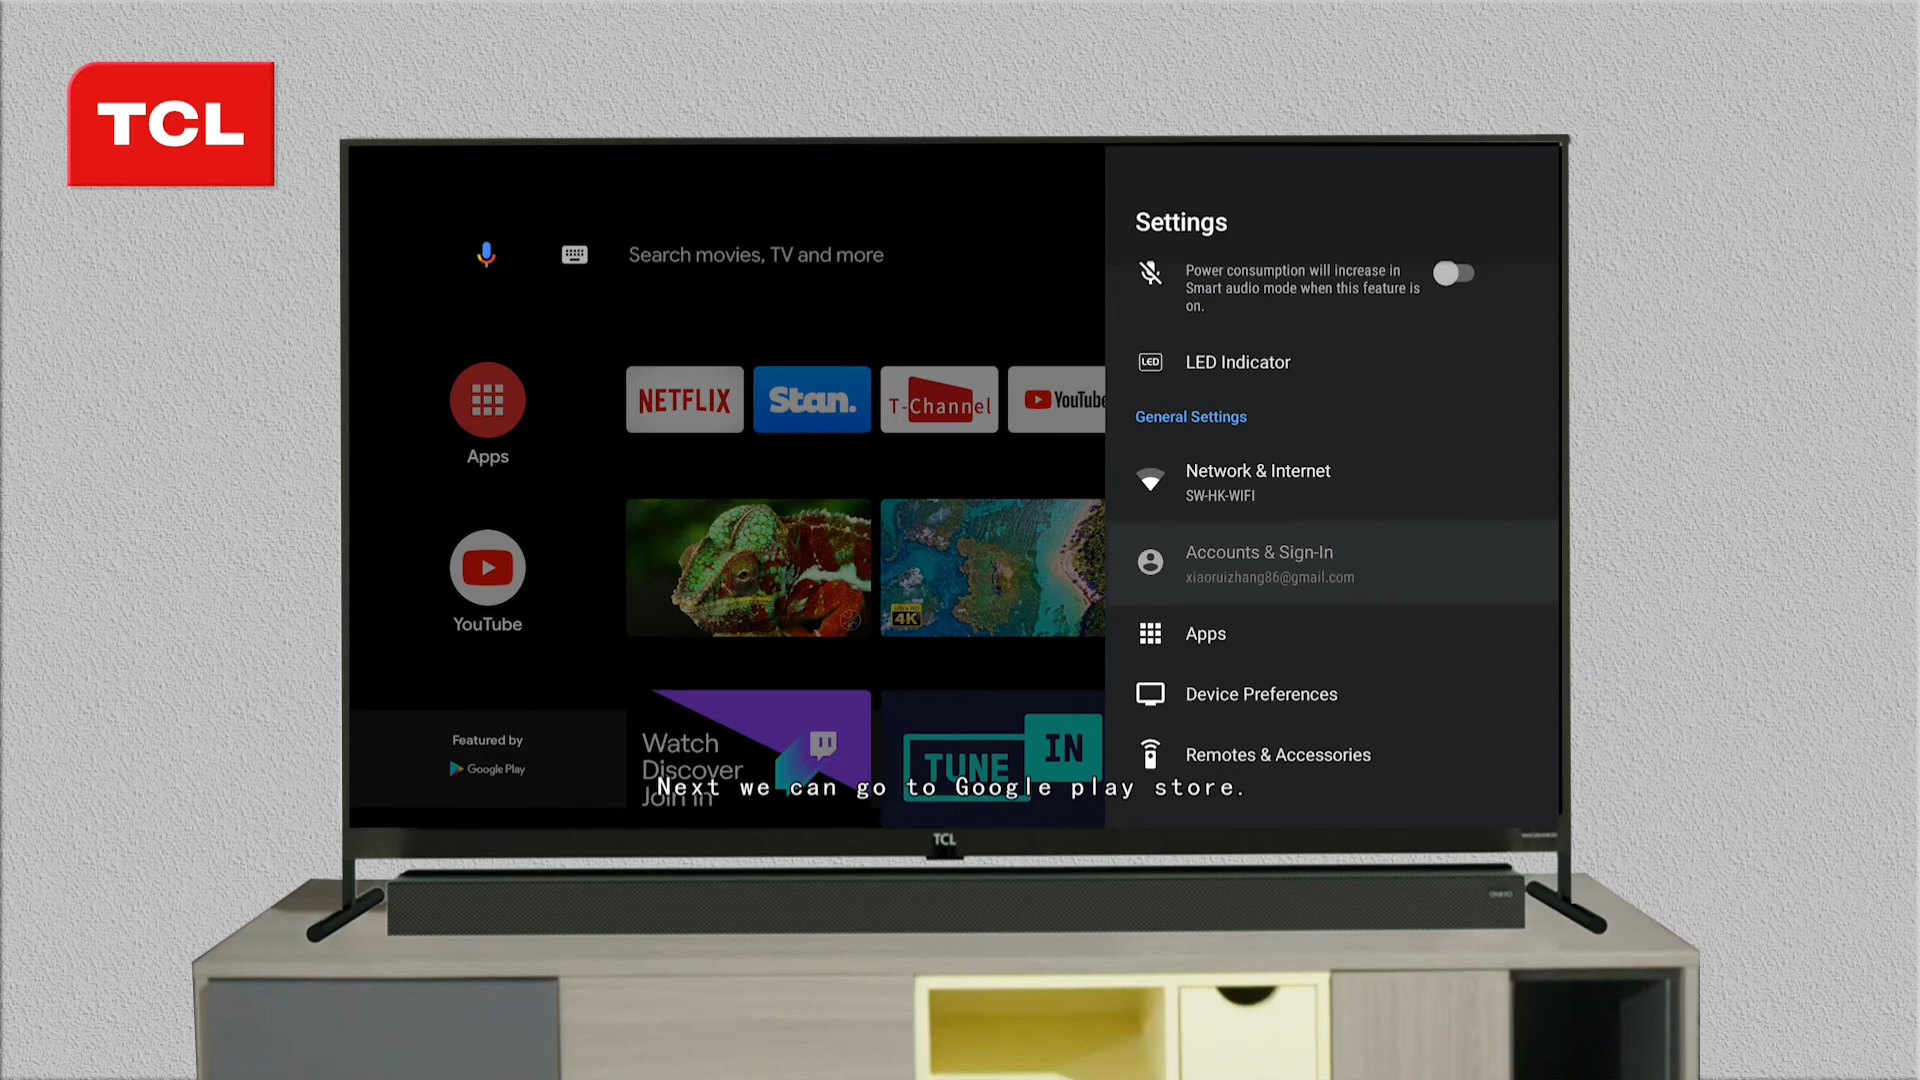 TCL
Search movies, TV and more
Apps
NETFLIX
Stan.
T-Channel
YouTube
YouTube
Ultra HD
4K
Featured by
Google Play
Watch
Discover
Join in
TUNE IN
Settings
Power consumption will increase in
Smart audio mode when this feature is
on.
LED
LED Indicator
General Settings
Network & Internet
SW-HK-WIFI
Accounts & Sign-In
xiaoruizhang86@gmail.com
Apps
Device Preferences
Remotes & Accessories
Next we can go to Google play store.
TCL
ONKYO